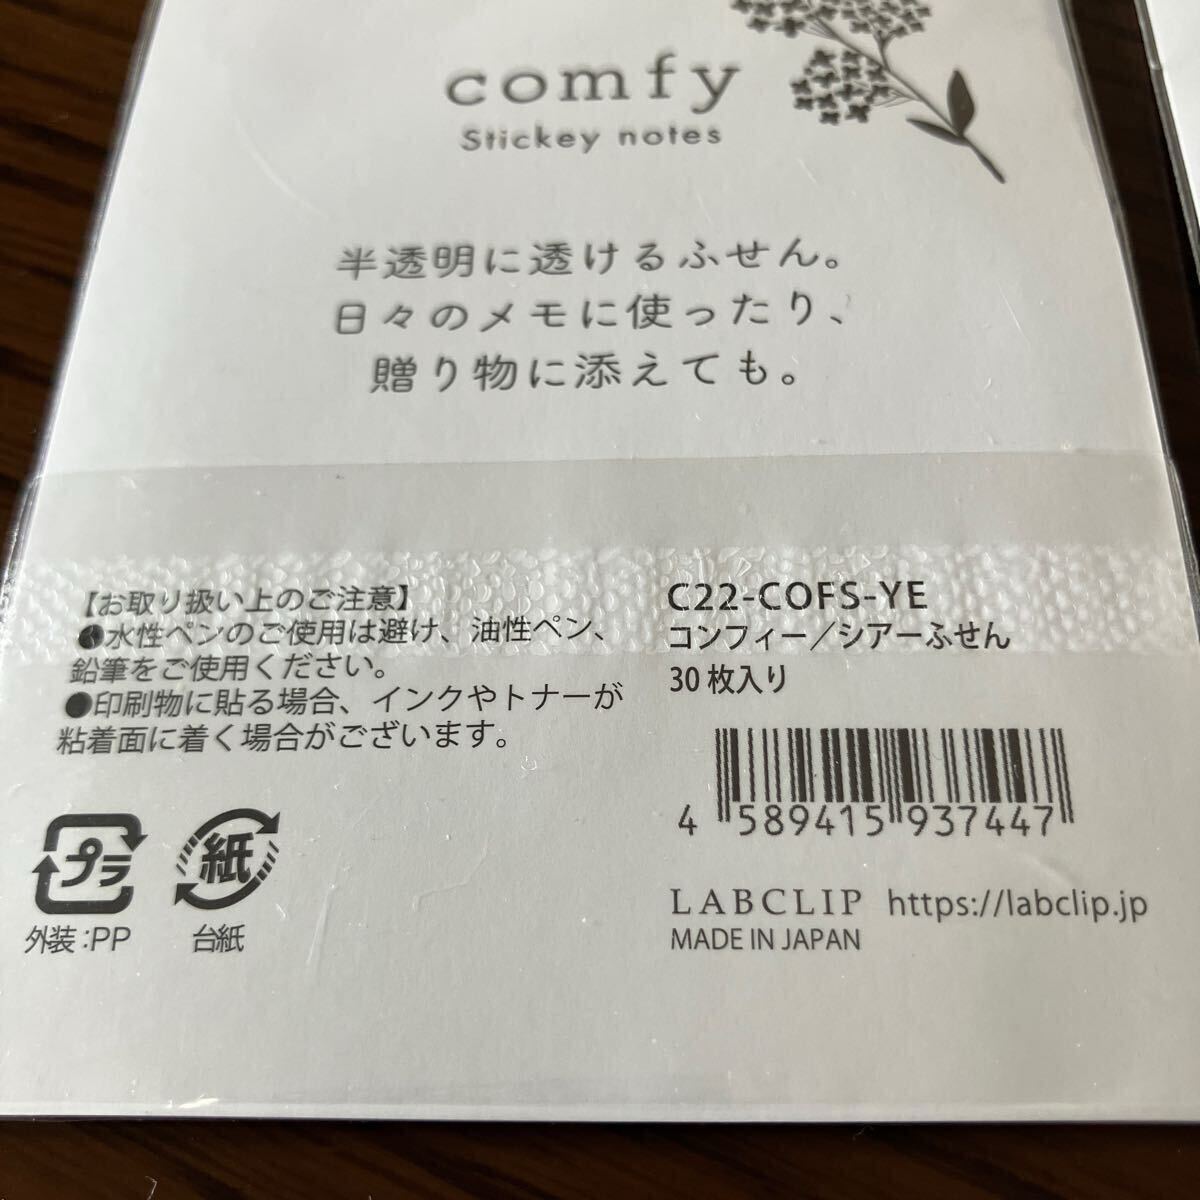 comfy
Stickey notes
半透明に透けるふせん。
日々のメモに使ったり、
贈り物に添えても。
【お取り扱い上のご注意】
●水性ペンのご使用は避け、油性ペン、
鉛筆をご使用ください。
●印刷物に貼る場合、インクやトナーが
粘着面に着く場合がございます。
プラ
外装:PP
紙
台紙
C22-COFS-YE
コンフィー/シアーふせん
30枚入り
4 589415 937447
LABCLIP https://labclip.jp
MADE IN JAPAN